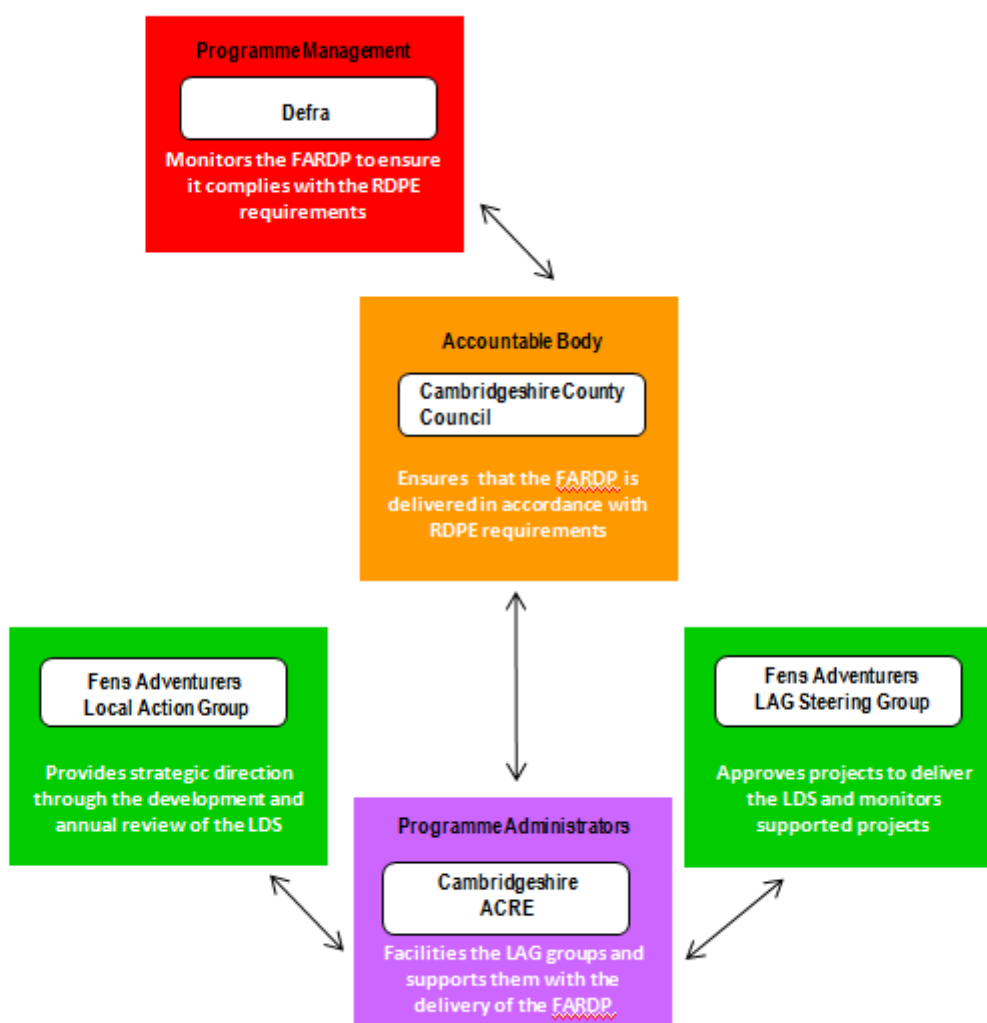 Programme Management
Defra
Monitors the FARDP to ensure
it complies with the RDPE
requirements
Accountable Body
Cambridgeshire County
Council
Ensures that the FARDP is
delivered in accordance with
RDPE requirements
Fens Adventurers
Local Action Group
Provides strategic direction
through the development and
annual review of the LDS
Fens Adventurers
LAG Steering Group
Approves projects to deliver
the LDS and monitors
supported projects
Programme Administrators
Cambridgeshire
ACRE
Facilities the LAG groups and
supports them with the
delivery of the FARDP.